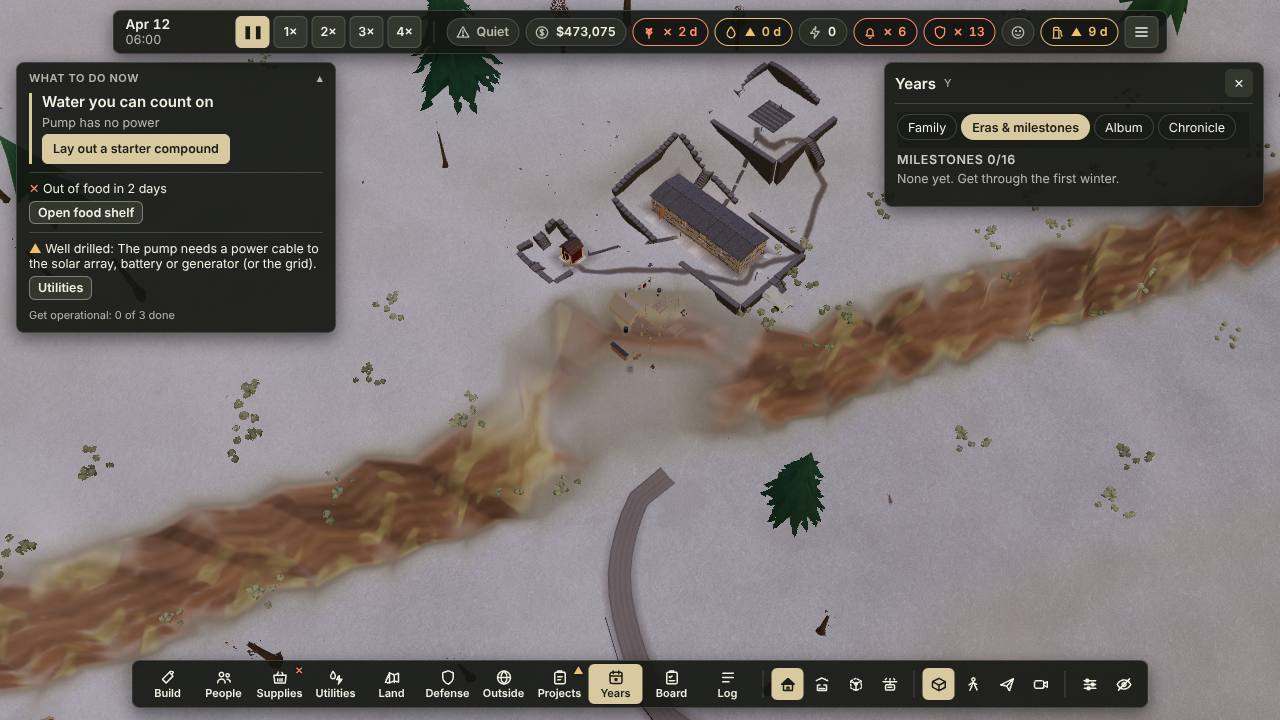 Apr 12
06:00
1×
2×
3×
4×
Quiet
$473,075
× 2 d
0 d
0
× 6
× 13
9 d
WHAT TO DO NOW
Water you can count on
Pump has no power
Lay out a starter compound
× Out of food in 2 days
Open food shelf
Well drilled: The pump needs a power cable to
the solar array, battery or generator (or the grid).
Utilities
Get operational: 0 of 3 done
Years Y
Family
Eras & milestones
Album
Chronicle
MILESTONES 0/16
None yet. Get through the first winter.
Build
People
Supplies
Utilities
Land
Defense
Outside
Projects
Years
Board
Log